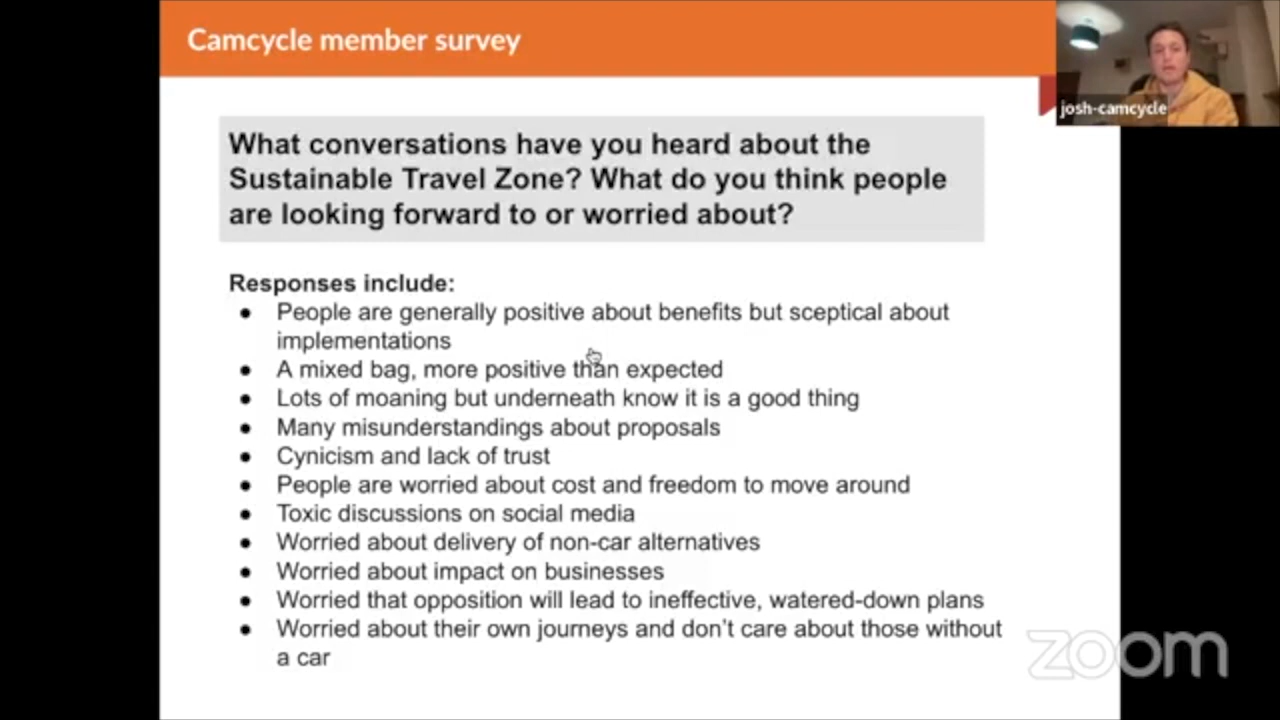 Camcycle member survey
josh-camcycle
What conversations have you heard about the
Sustainable Travel Zone? What do you think people
are looking forward to or worried about?
Responses include:
● People are generally positive about benefits but sceptical about
implementations
● A mixed bag, more positive than expected
● Lots of moaning but underneath know it is a good thing
● Many misunderstandings about proposals
● Cynicism and lack of trust
● People are worried about cost and freedom to move around
● Toxic discussions on social media
● Worried about delivery of non-car alternatives
● Worried about impact on businesses
● Worried that opposition will lead to ineffective, watered-down plans
● Worried about their own journeys and don't care about those without
a car
zoom